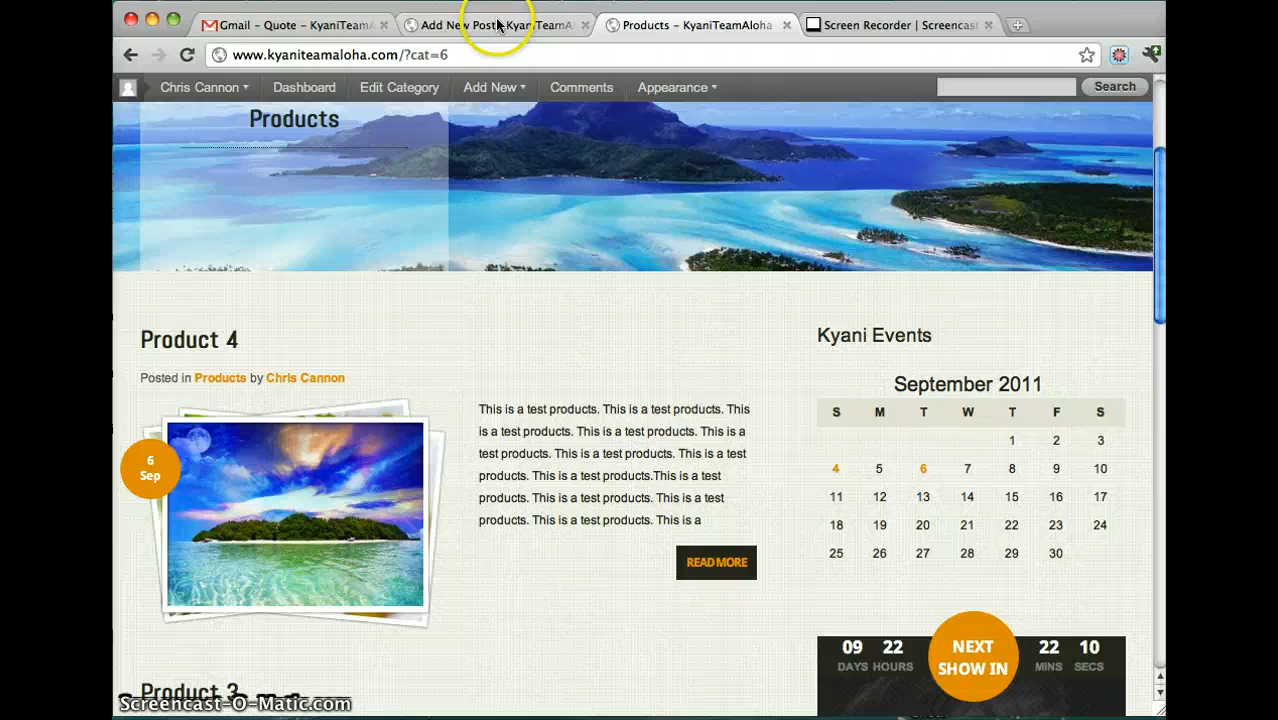 Gmail - Quote - KyaniTeamA
Add New Post KyaniTeamA
Products - KyaniTeamAloha
Screen Recorder | Screencas
www.kyaniteamaloha.com/?cat=6
Chris Cannon
Dashboard
Edit Category
Add New
Comments
Appearance
Search
Products
Product 4
Posted in Products by Chris Cannon
6
Sep
This is a test products. This is a test products. This
is a test products. This is a test products. This is a
test products. This is a test products. This is a test
products. This is a test products.This is a test
products. This is a test products. This is a test
products. This is a test products. This is a
READ MORE
Product 3
Kyani Events
September 2011
S M T W T F S
1 2 3
4 5 6 7 8 9 10
11 12 13 14 15 16 17
18 19 20 21 22 23 24
25 26 27 28 29 30
09 22 NEXT 22 10
DAYS HOURS SHOW IN MINS SECS
Screencast-O-Matic.com